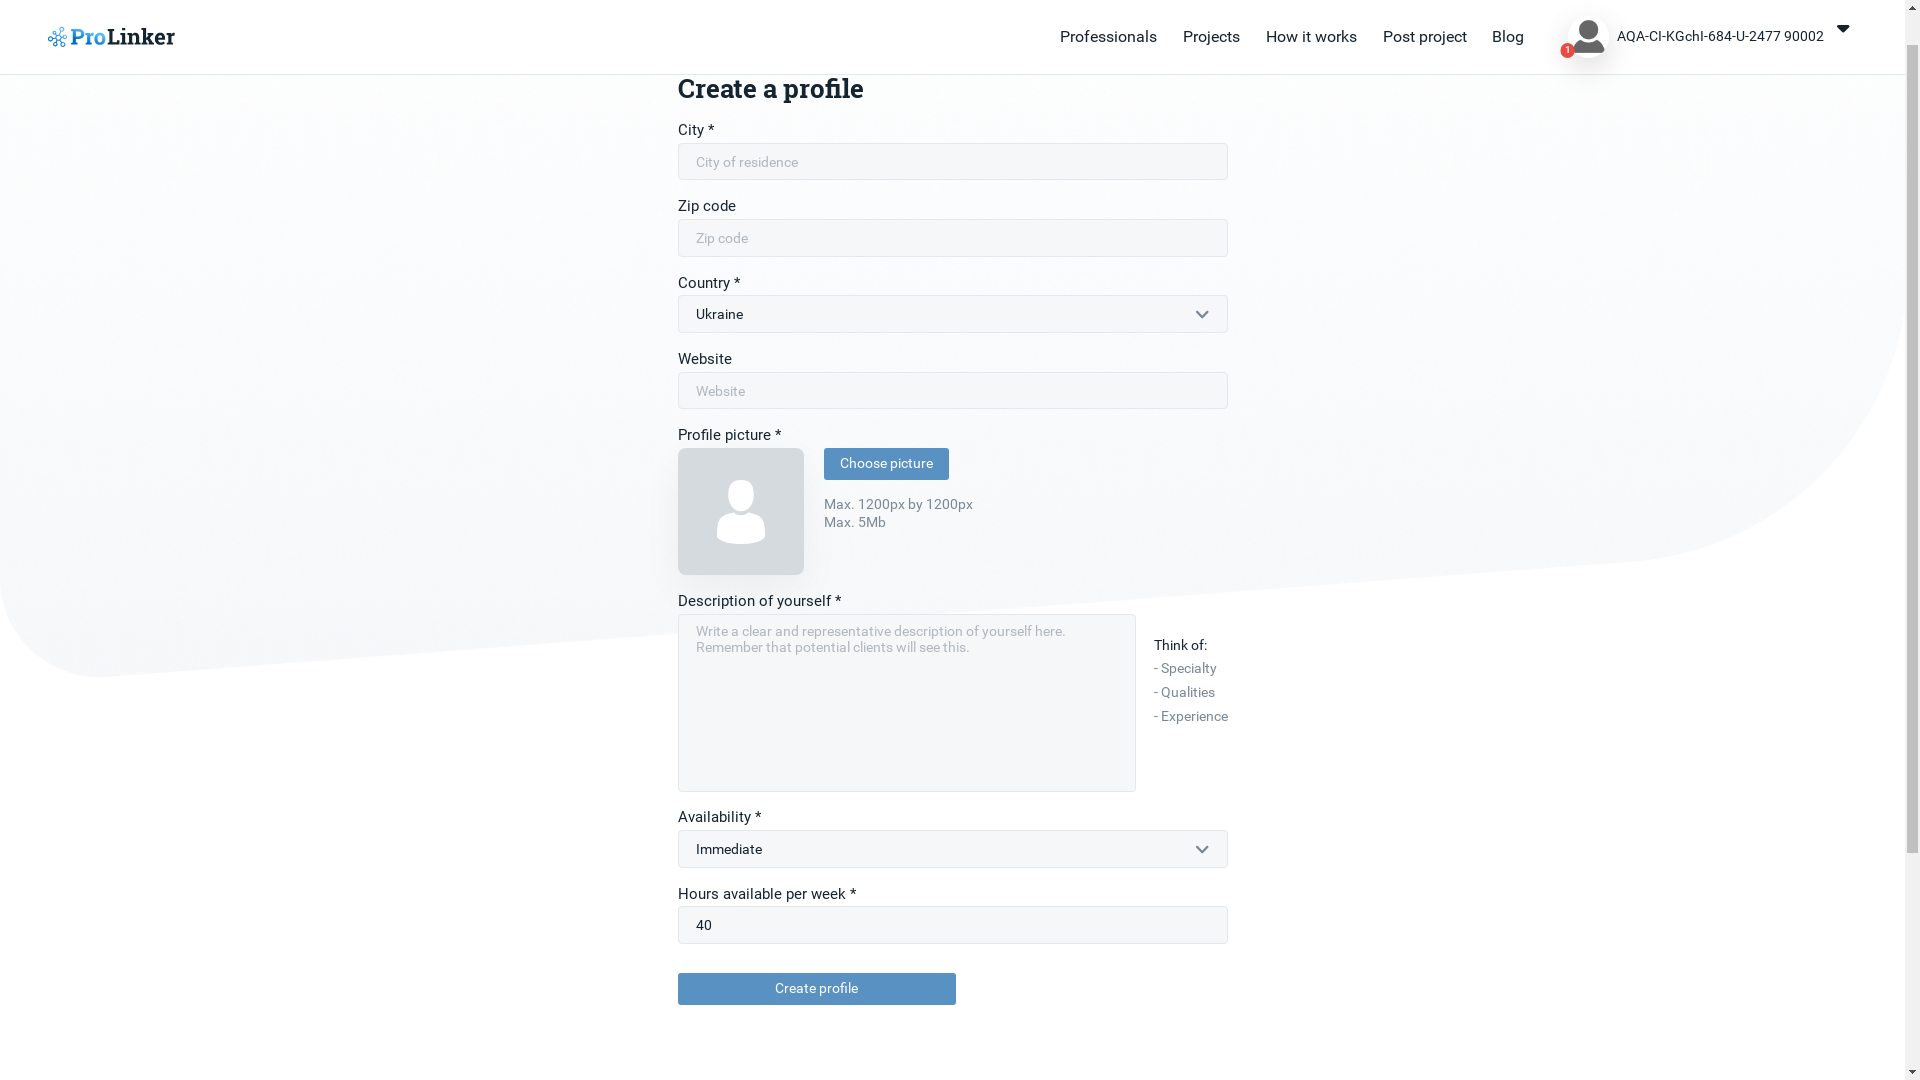 ProLinker
Professionals
Projects
How it works
Post project
Blog
1
AQA-CI-KGchI-684-U-2477 90002
Create a profile
City *
City of residence
Zip code
Zip code
Country *
Ukraine
Website
Website
Profile picture *
Choose picture
Max. 1200px by 1200px
Max. 5Mb
Description of yourself *
Write a clear and representative description of yourself here.
Remember that potential clients will see this.
Think of:
- Specialty
- Qualities
- Experience
Availability *
Immediate
Hours available per week *
40
Create profile